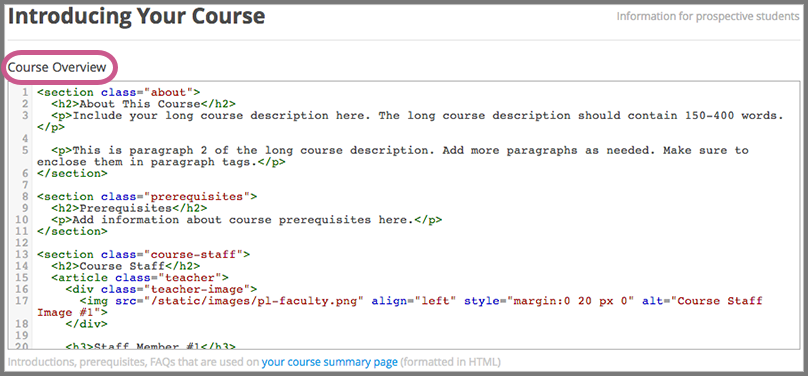 Introducing Your Course
Information for prospective students
Course Overview
1 <section class="about">
2   <h2>About This Course</h2>
3   <p>Include your long course description here. The long course description should contain 150-400 words.
</p>
4
5   <p>This is paragraph 2 of the long course description. Add more paragraphs as needed. Make sure to
enclose them in paragraph tags.</p>
6 </section>
7
8 <section class="prerequisites">
9   <h2>Prerequisites</h2>
10   <p>Add information about course prerequisites here.</p>
11 </section>
12
13 <section class="course-staff">
14   <h2>Course Staff</h2>
15   <article class="teacher">
16     <div class="teacher-image">
17       <img src="/static/images/pl-faculty.png" align="left" style="margin:0 20 px 0" alt="Course Staff
Image #1">
18     </div>
19
20     <h3>Staff Member #1</h3>
Introductions, prerequisites, FAQs that are used on your course summary page (formatted in HTML)